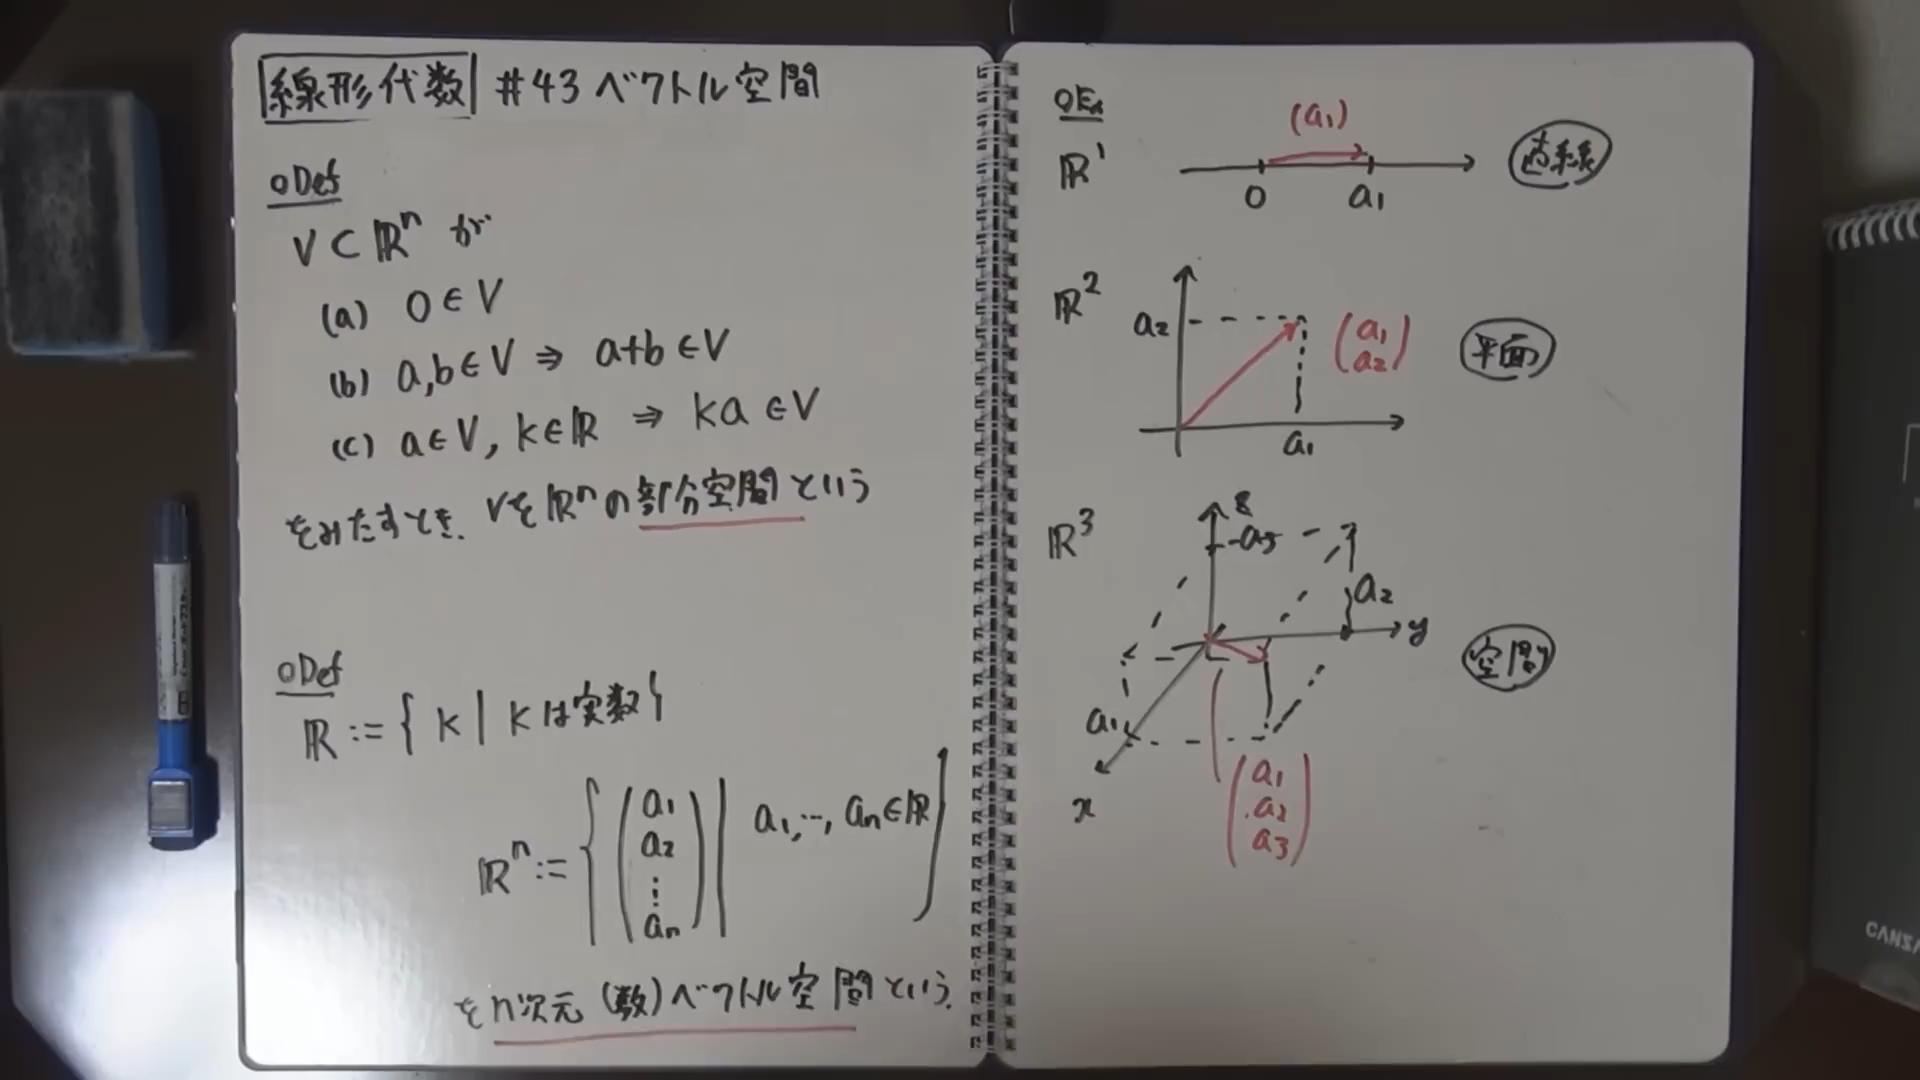 線形代数 #43 ベクトル空間
○Def
V⊂ℝⁿ が
(a) 0∈V
(b) a,b∈V ⇒ a+b∈V
(c) a∈V, k∈ℝ ⇒ ka∈V
をみたすとき. Vをℝⁿの部分空間という
○Def
ℝ:={k|kは実数}
ℝⁿ:={(a₁ a₂ ⋮ aₙ)| a₁,…, aₙ∈ℝ}
をn次元(数)ベクトル空間という.
○Ex
ℝ¹ (a₁) 直線
0 a₁
ℝ² a₂ (a₁ a₂) 平面
a₁
ℝ³ z a₃
a₂
y 空間
a₁
x
(a₁ a₂ a₃)
CANSA